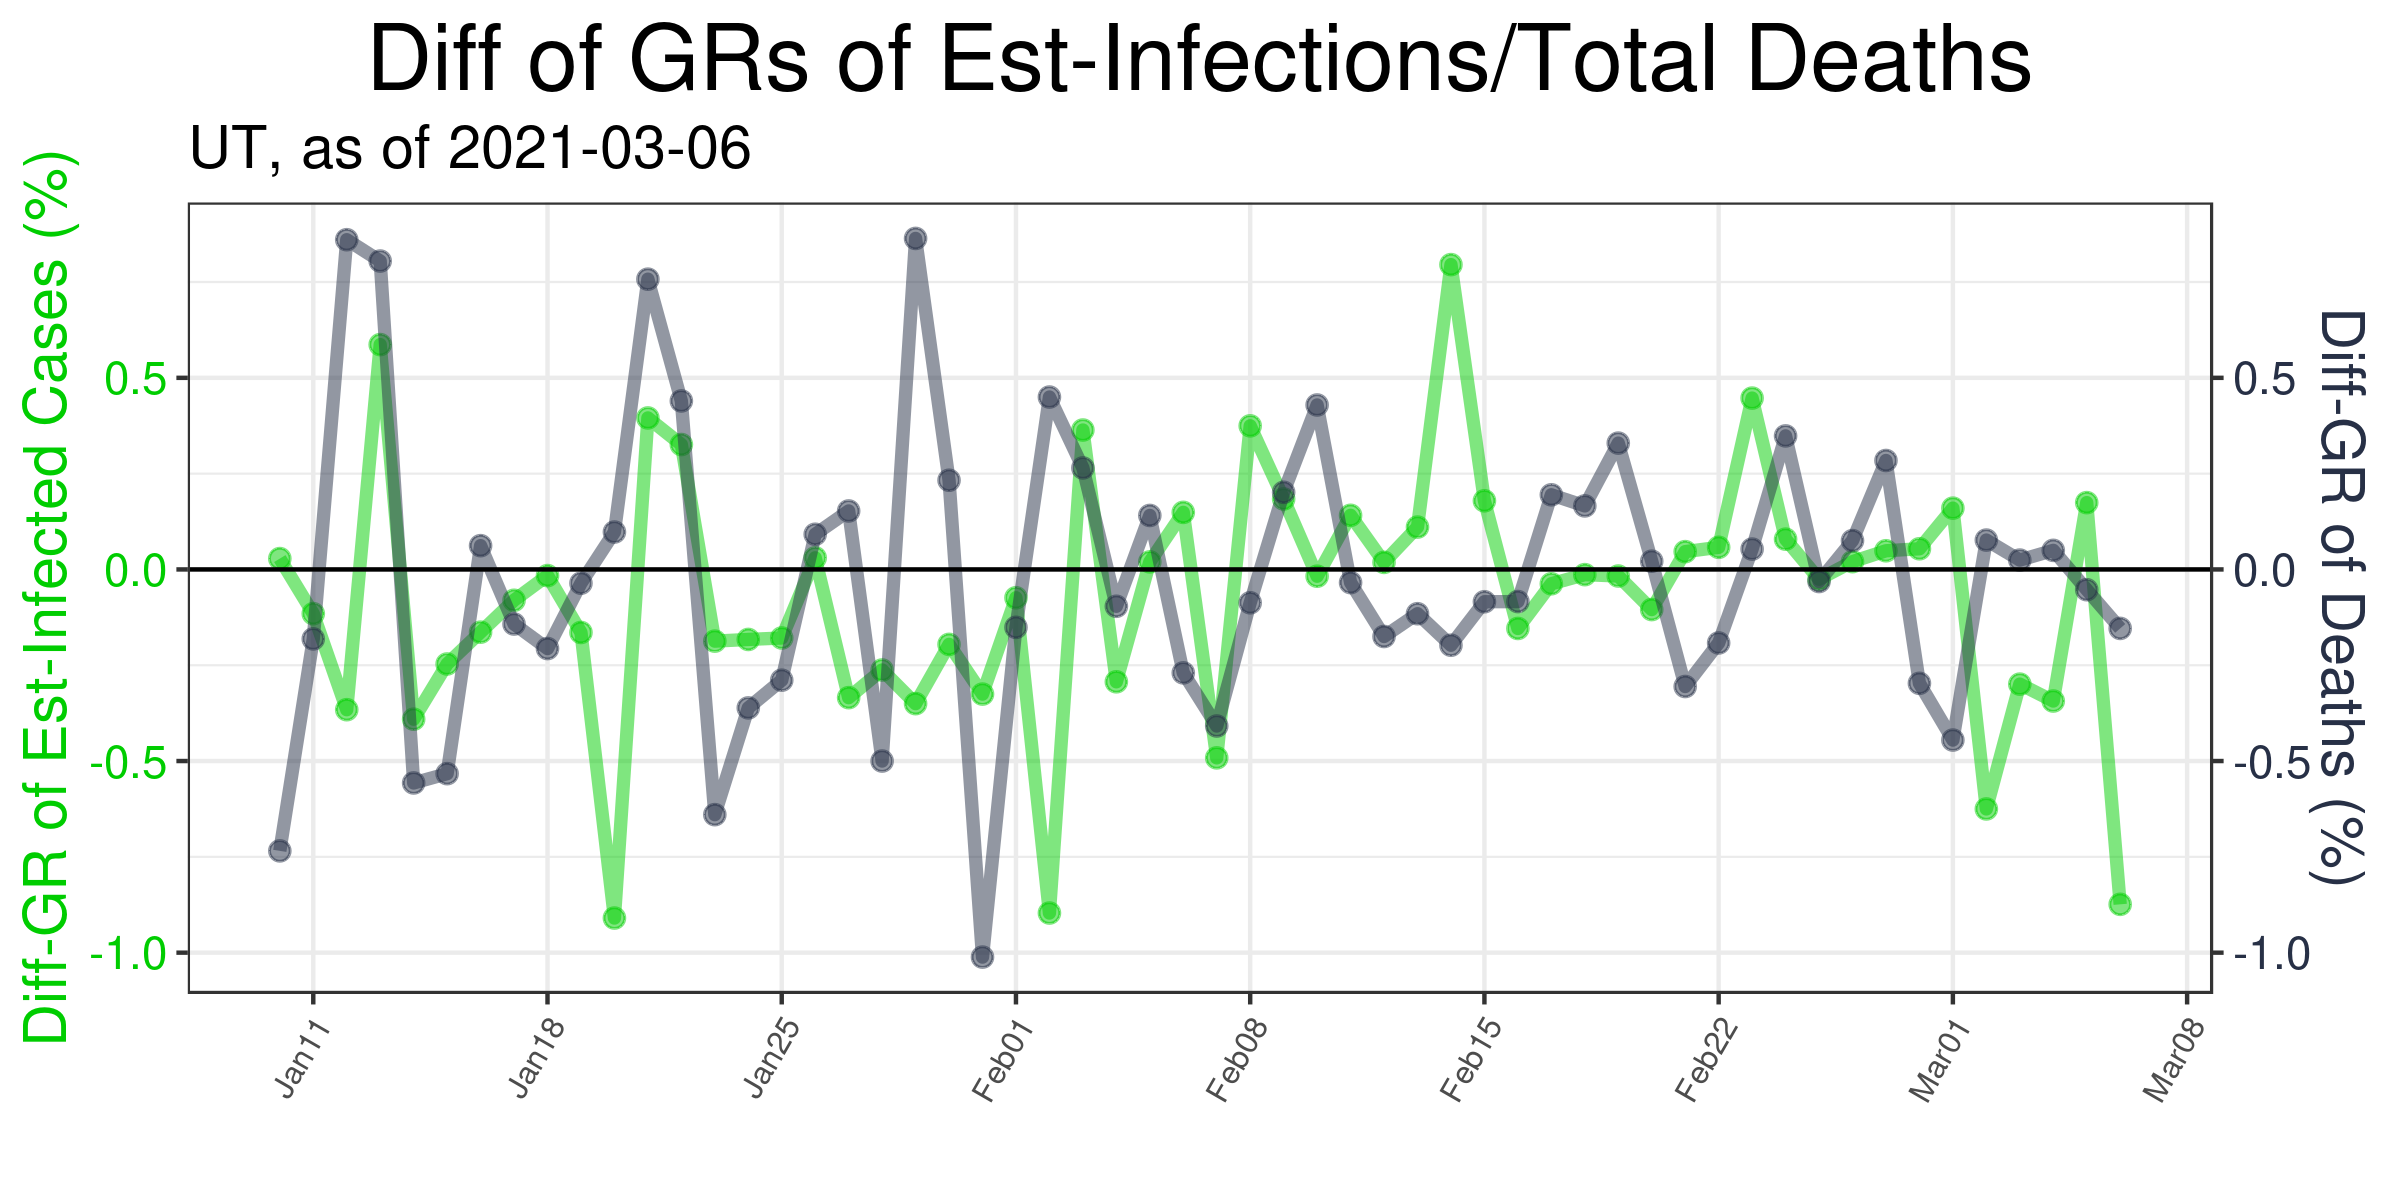 Diff of GRs of Est-Infections/Total Deaths
UT, as of 2021-03-06
Diff-GR of Est-Infected Cases (%)
0.5
0.0
-0.5
-1.0
0.5
0.0
-0.5
-1.0
Diff-GR of Deaths (%)
Jan11
Jan18
Jan25
Feb01
Feb08
Feb15
Feb22
Mar01
Mar08